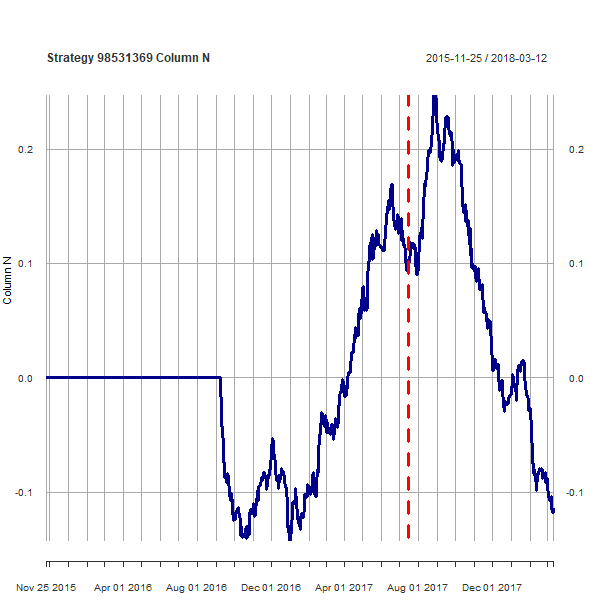 Strategy 98531369 Column N
2015-11-25 / 2018-03-12
Column N
0.2
0.2
0.1
0.1
0.0
0.0
-0.1
-0.1
Nov 25 2015
Apr 01 2016
Aug 01 2016
Dec 01 2016
Apr 01 2017
Aug 01 2017
Dec 01 2017